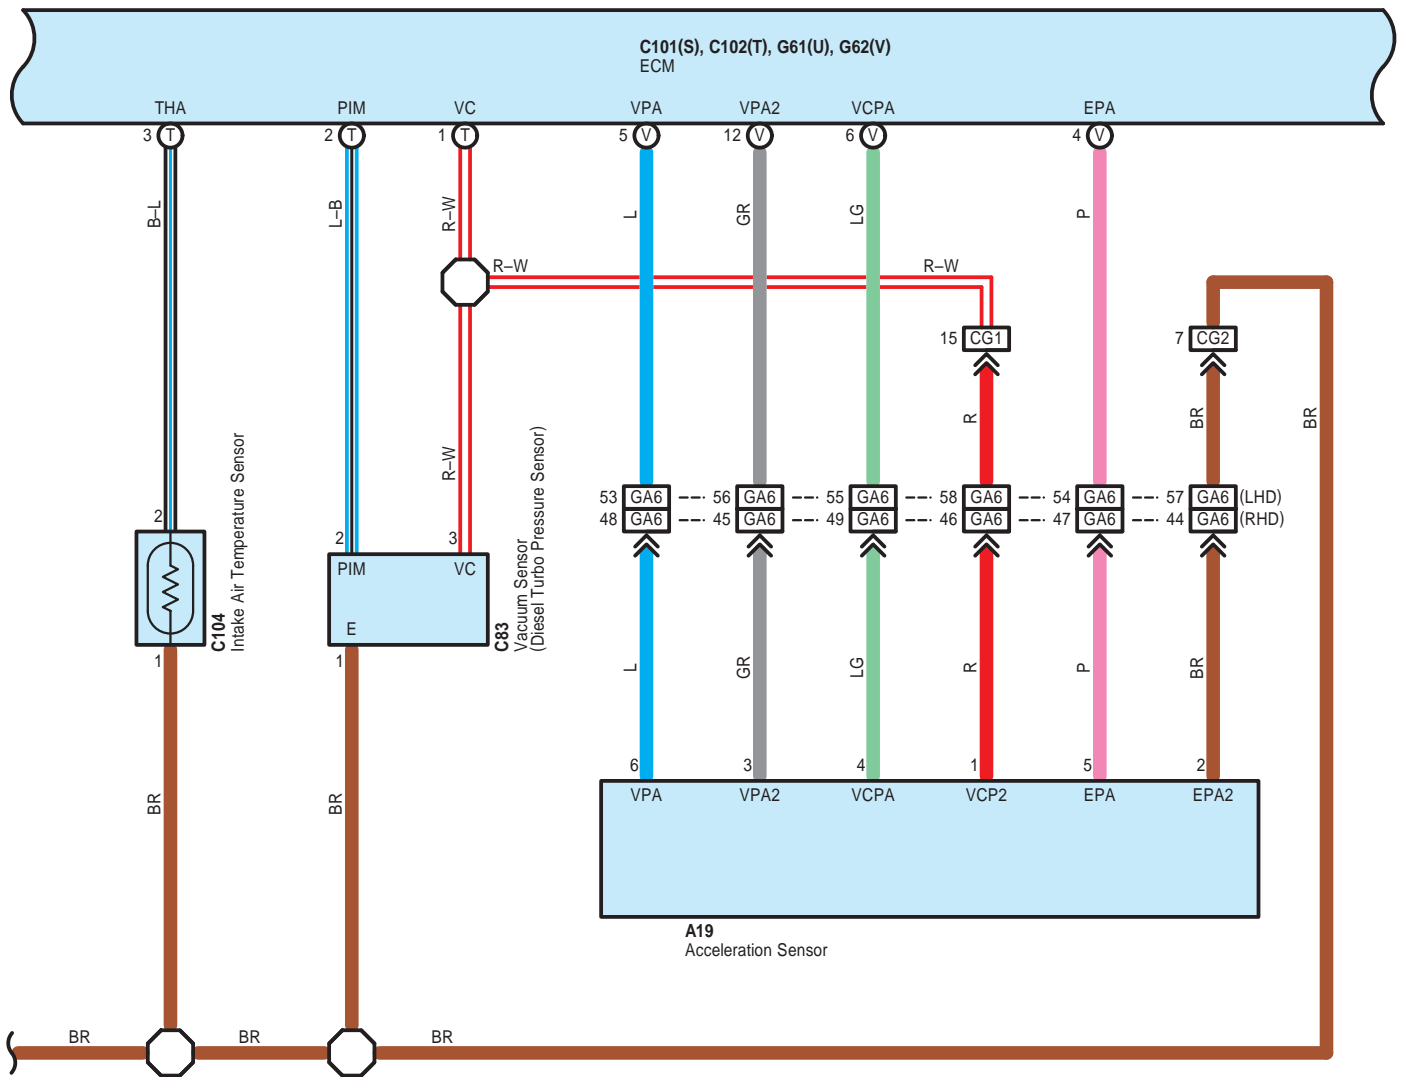 C101(S), C102(T), G61(U), G62(V)
ECM
THA PIM VC VPA VPA2 VCPA EPA
3 T 2 T 1 T 5 V 12 V 6 V 4 V
B–L L–B R–W L GR LG P
R–W R–W
15 CG1 7 CG2
R–W R BR BR
53 GA6 56 GA6 55 GA6 58 GA6 54 GA6 57 GA6 (LHD)
48 GA6 45 GA6 49 GA6 46 GA6 47 GA6 44 GA6 (RHD)
2 2 3
PIM VC
E
C104
Intake Air Temperature Sensor
C83
Vacuum Sensor
(Diesel Turbo Pressure Sensor)
1 1
L GR LG R P BR
6 3 4 1 5 2
VPA VPA2 VCPA VCP2 EPA EPA2
BR BR
A19
Acceleration Sensor
BR BR BR